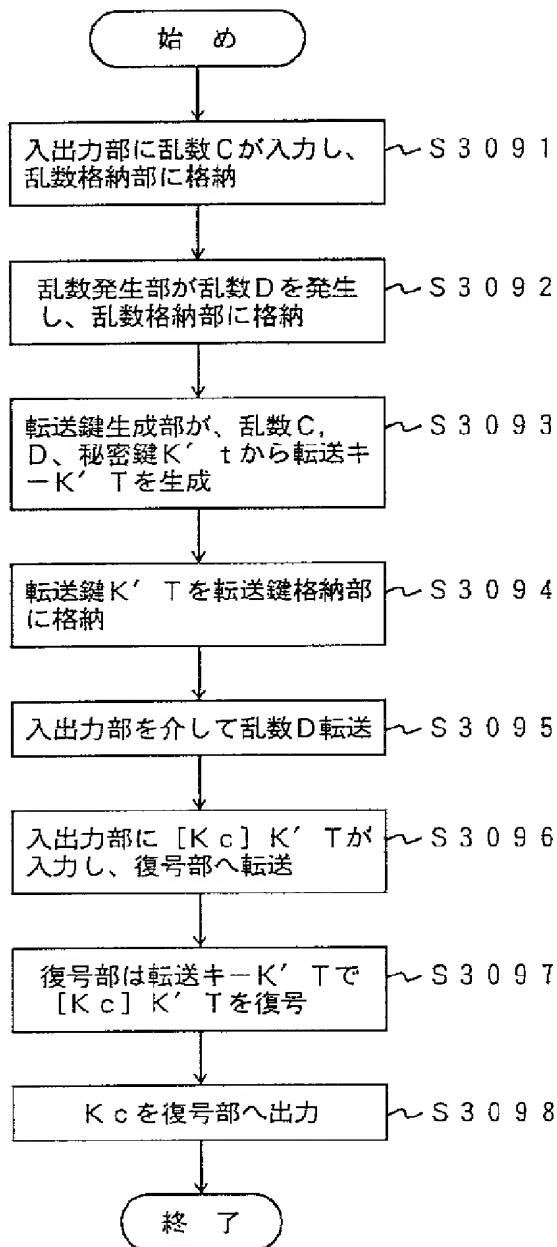 始 め
入出力部に乱数Cが入力し、 S3091
乱数格納部に格納
乱数発生部が乱数Dを発生 S3092
し、乱数格納部に格納
転送鍵生成部が、乱数C, S3093
D、秘密鍵K′tから転送キ
ーK′Tを生成
転送鍵K′Tを転送鍵格納部 S3094
に格納
入出力部を介して乱数D転送 S3095
入出力部に[Kc]K′Tが S3096
入力し、復号部へ転送
復号部は転送キーK′Tで S3097
[Kc]K′Tを復号
Kcを復号部へ出力 S3098
終 了